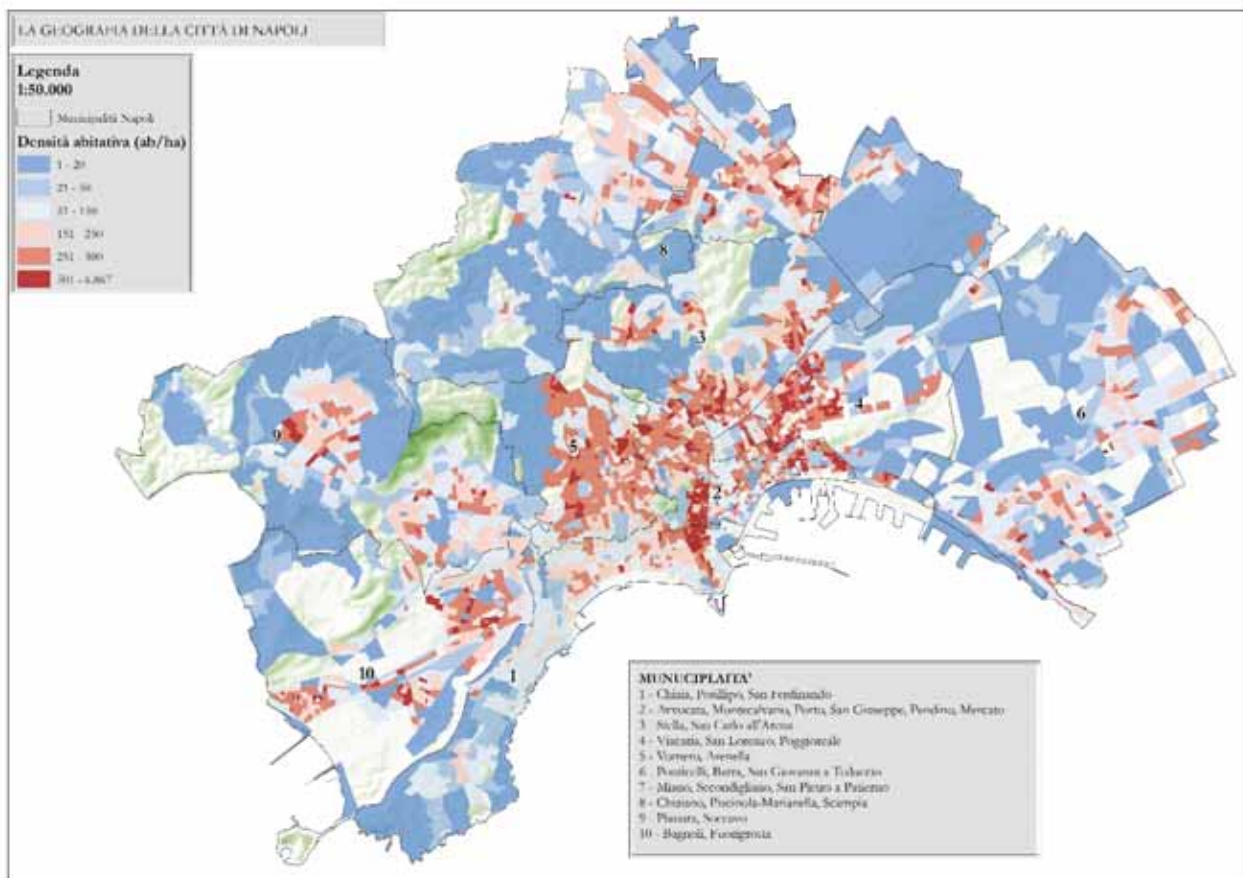 LA GEOGRAFIA DELLA CITTÀ DI NAPOLI
Legenda
1:50.000
Municipalità Napoli
Densità abitativa (ab/ha)
1 - 20
151 - 250
8
7
3
9
5
4
6
2
10
1
MUNUCIPLAITA'
1 - Chiaia, Posillipo, San Ferdinando
2 - Avvocata, Montecalvario, Porto, San Giuseppe, Pendino, Mercato
3 - Stella, San Carlo all'Arena
4 - Vicaria, San Lorenzo, Poggioreale
5 - Vomero, Arenella
6 - Ponticelli, Barra, San Giovanni a Teduccio
7 - Miano, Secondigliano, San Pietro a Patierno
8 - Chiaiano, Piscinola-Marianella, Scampia
9 - Pianura, Soccavo
10 - Bagnoli, Fuorigrotta